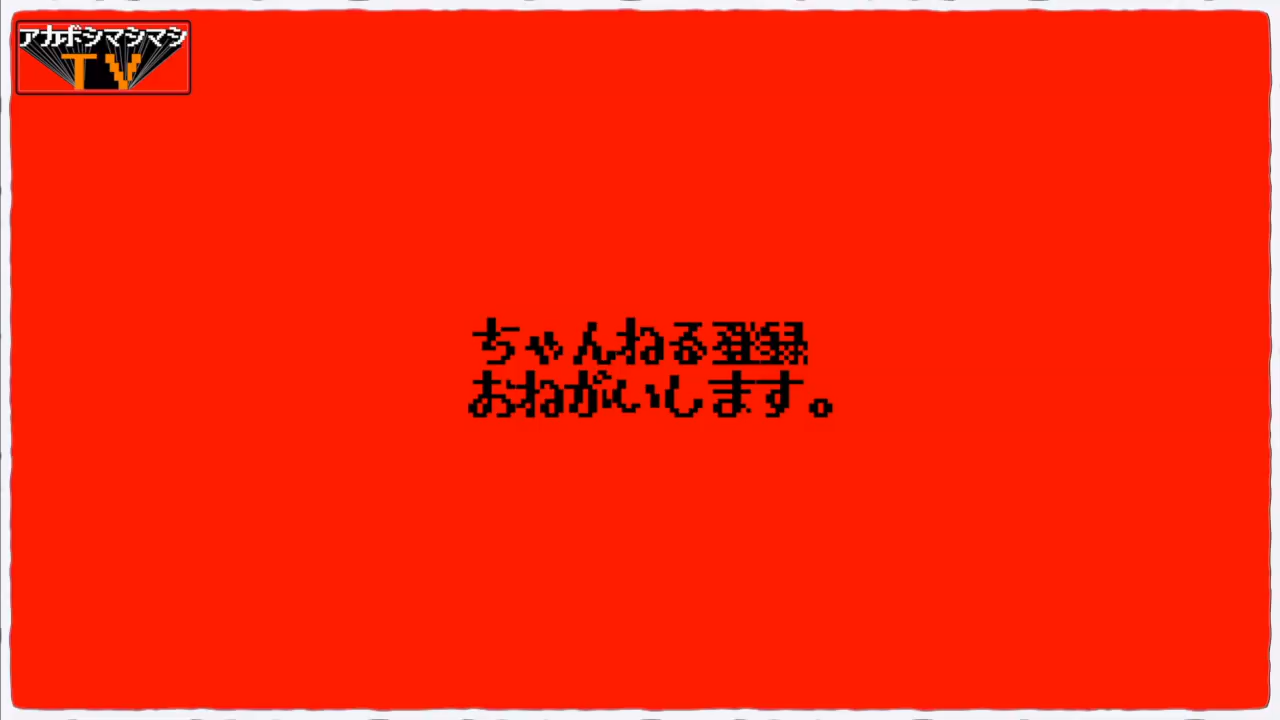 アカボシマシマシ
TV
ちゃんねる登録
おねがいします。